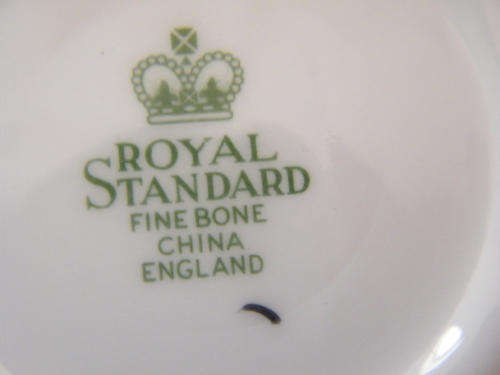 ROYAL
STANDARD
FINE BONE
CHINA
ENGLAND